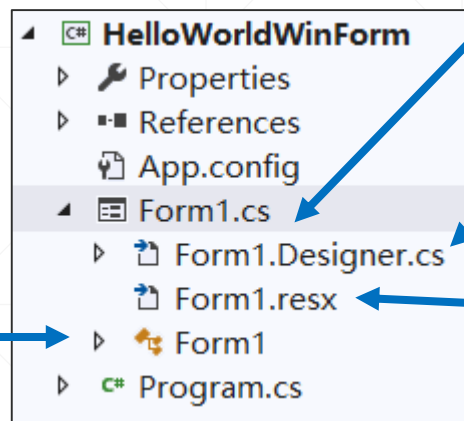 C# HelloWorldWinForm
Properties
References
App.config
Form1.cs
Form1.Designer.cs
Form1.resx
Form1
C# Program.cs